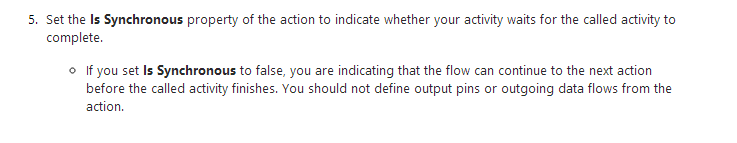 5. Set the Is Synchronous property of the action to indicate whether your activity waits for the called activity to
complete.
○ If you set Is Synchronous to false, you are indicating that the flow can continue to the next action
before the called activity finishes. You should not define output pins or outgoing data flows from the
action.